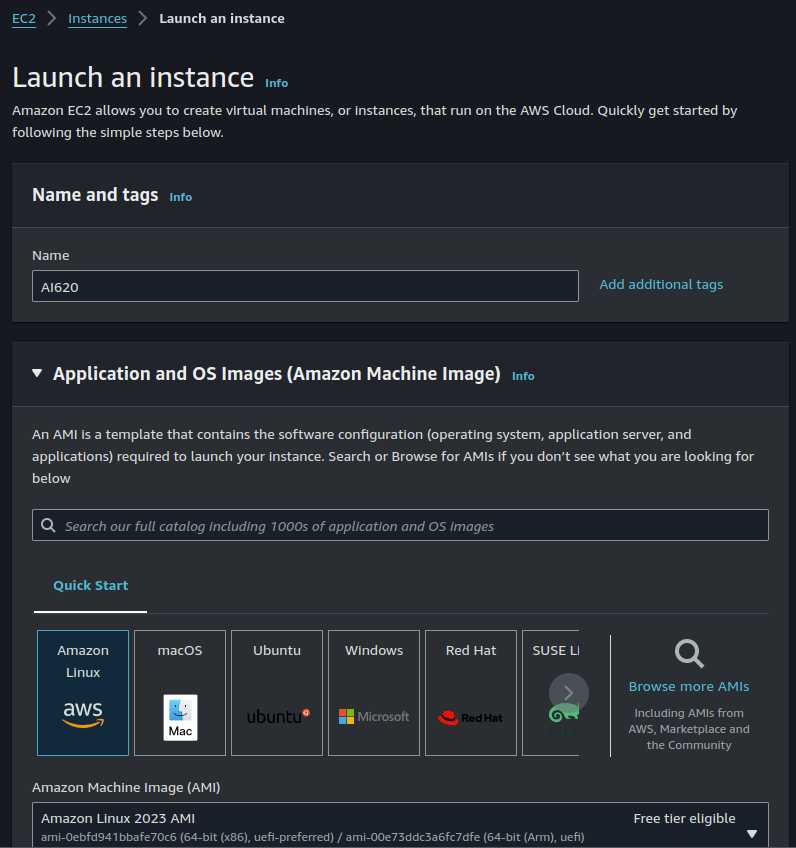 EC2 Instances Launch an instance
Launch an instance Info
Amazon EC2 allows you to create virtual machines, or instances, that run on the AWS Cloud. Quickly get started by
following the simple steps below.
Name and tags Info
Name
AI620
Add additional tags
Application and OS Images (Amazon Machine Image) Info
An AMI is a template that contains the software configuration (operating system, application server, and
applications) required to launch your instance. Search or Browse for AMIs if you don’t see what you are looking for
below
Search our full catalog including 1000s of application and OS images
Quick Start
Amazon
Linux
aws
macOS
Mac
Ubuntu
ubuntu
Windows
Microsoft
Red Hat
Red Hat
SUSE Li
SUS
Browse more AMIs
Including AMIs from
AWS, Marketplace and
the Community
Amazon Machine Image (AMI)
Amazon Linux 2023 AMI
Free tier eligible
ami-0ebfd941bbafe70c6 (64-bit (x86), uefi-preferred) / ami-00e73ddc3a6fc7dfe (64-bit (Arm), uefi)